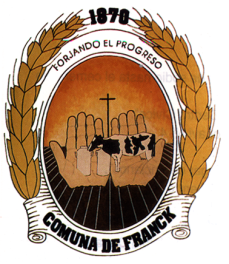 1870
FORJANDO EL PROGRESO
COMUNA DE FRANCK